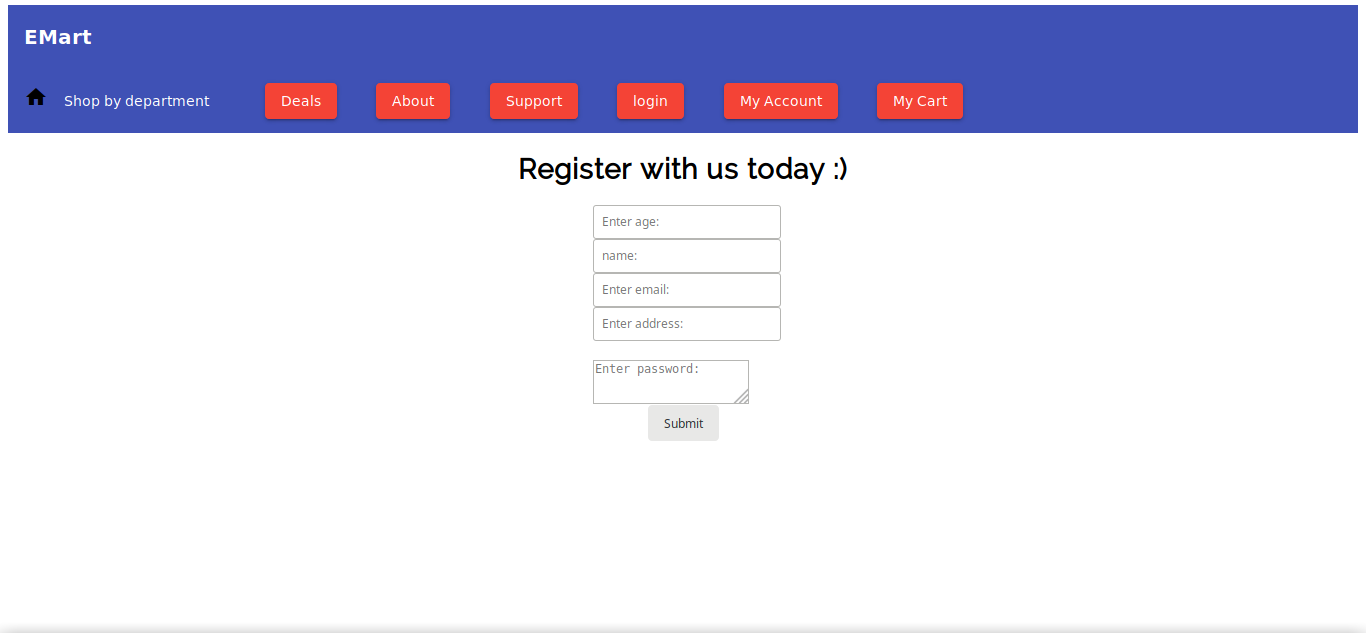 EMart
Shop by department Deals About Support login My Account My Cart
Register with us today :)
Enter age:
name:
Enter email:
Enter address:
Enter password:
Submit